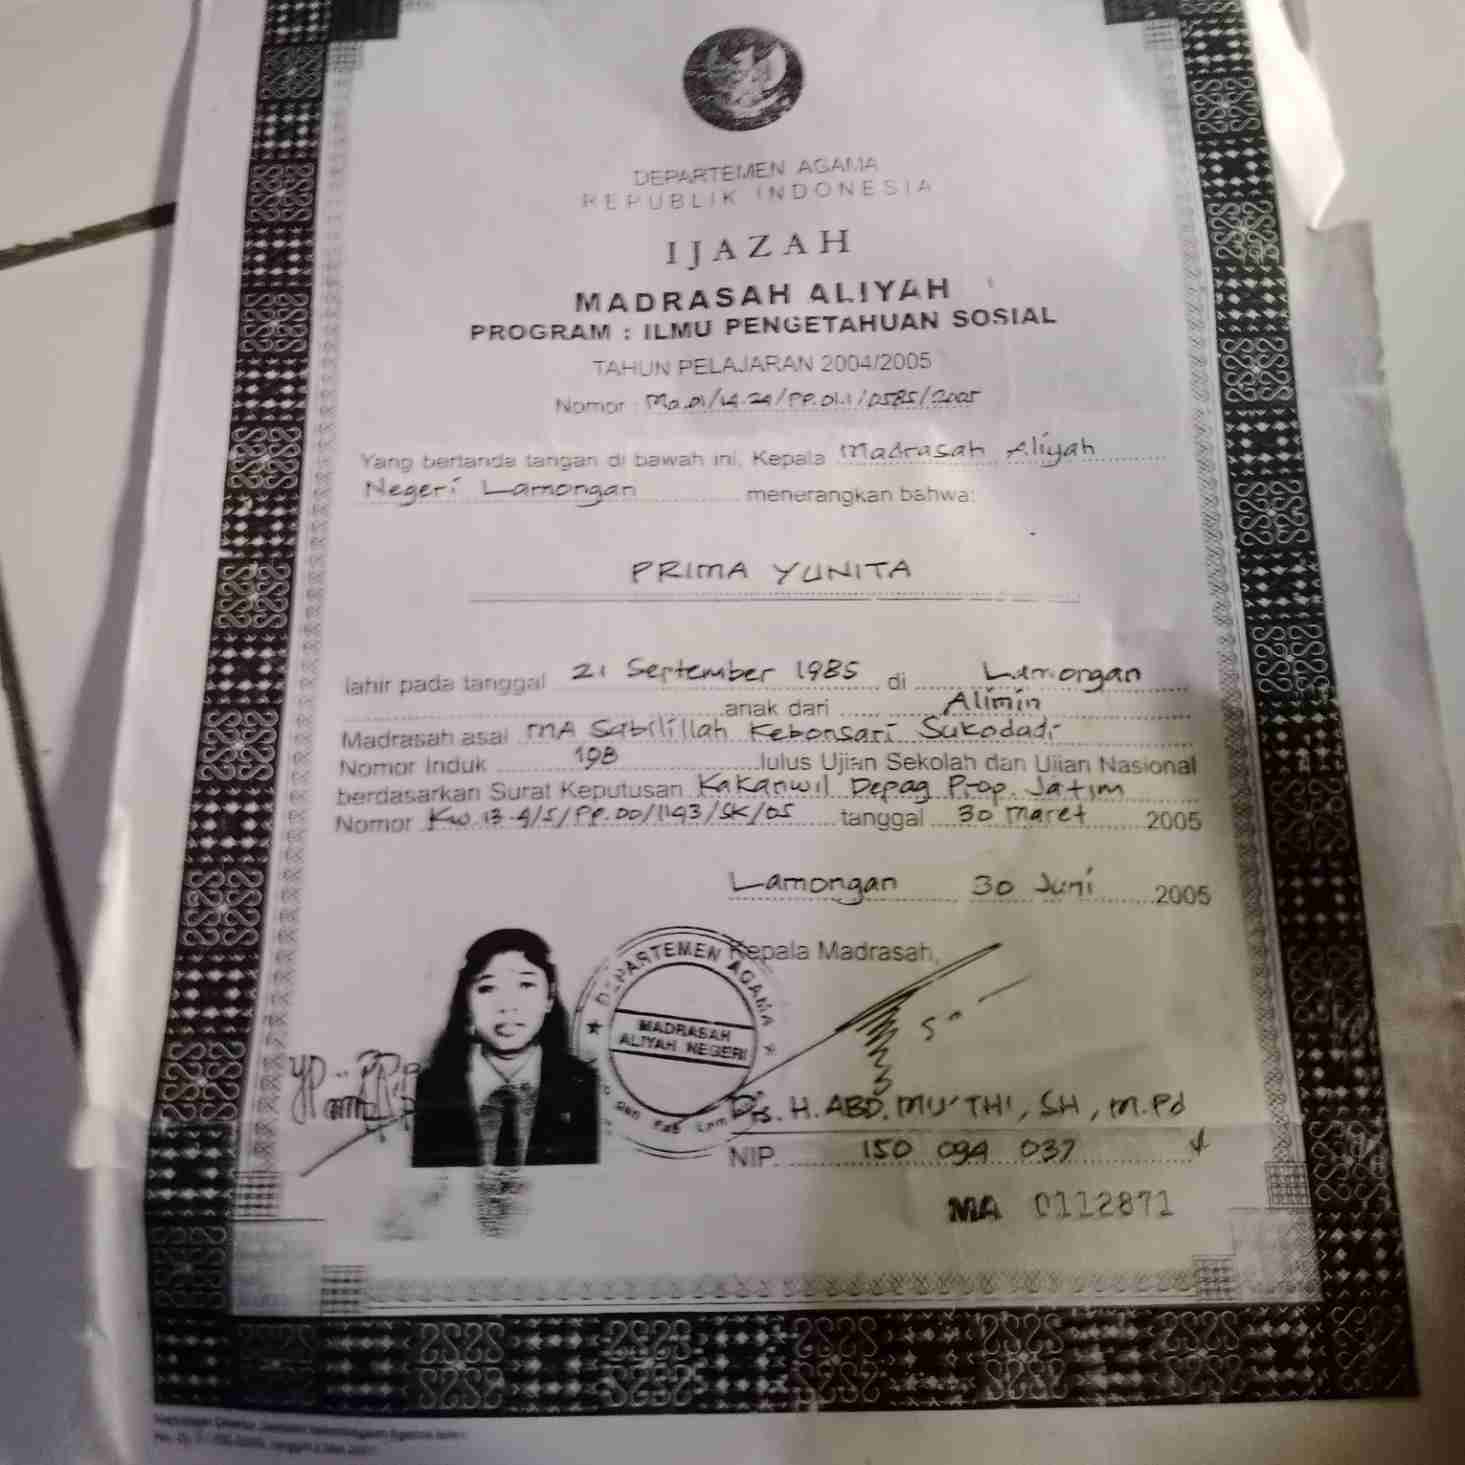 DEPARTEMEN AGAMA
REPUBLIK INDONESIA
IJAZAH
MADRASAH ALIYAH
PROGRAM : ILMU PENGETAHUAN SOSIAL
TAHUN PELAJARAN 2004/2005
Nomor : Ma.01/14.24/PP.01.1/0585/2005
Yang bertanda tangan di bawah ini, Kepala Madrasah Aliyah
Negeri Lamongan menerangkan bahwa:
PRIMA YUNITA
lahir pada tanggal 21 September 1985 di Lamongan
anak dari Alimin
Madrasah asal MA Sabilillah Kebonsari Sukodadi
Nomor Induk 198 lulus Ujian Sekolah dan Ujian Nasional
berdasarkan Surat Keputusan Kakanwil Depag Prop. Jatim
Nomor Kw.13.4/5/PP.00/1143/SK/05 tanggal 30 Maret 2005
Lamongan 30 Juni 2005
Kepala Madrasah,
DEPARTEMEN AGAMA
MADRASAH
ALIYAH NEGERI
Drs. H. ABD. MU'THI, SH, M.Pd
NIP. 150 094 037
MA 0112871